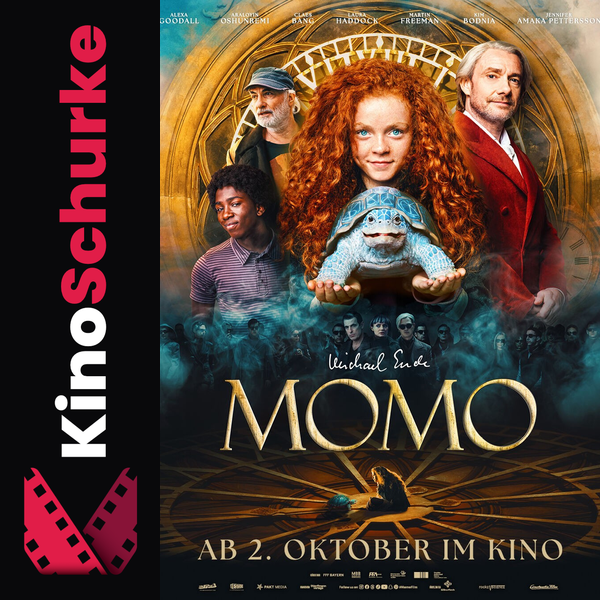 KinoSchurke
ALEXA GOODALL
ARALOYIN OSHUNREMI
CLAES BANG
LAURA HADDOCK
MARTIN FREEMAN
KIM BODNIA
JENNIFER AMAKA PETTERSSON
Michael Ende
MOMO
AB 2. OKTOBER IM KINO